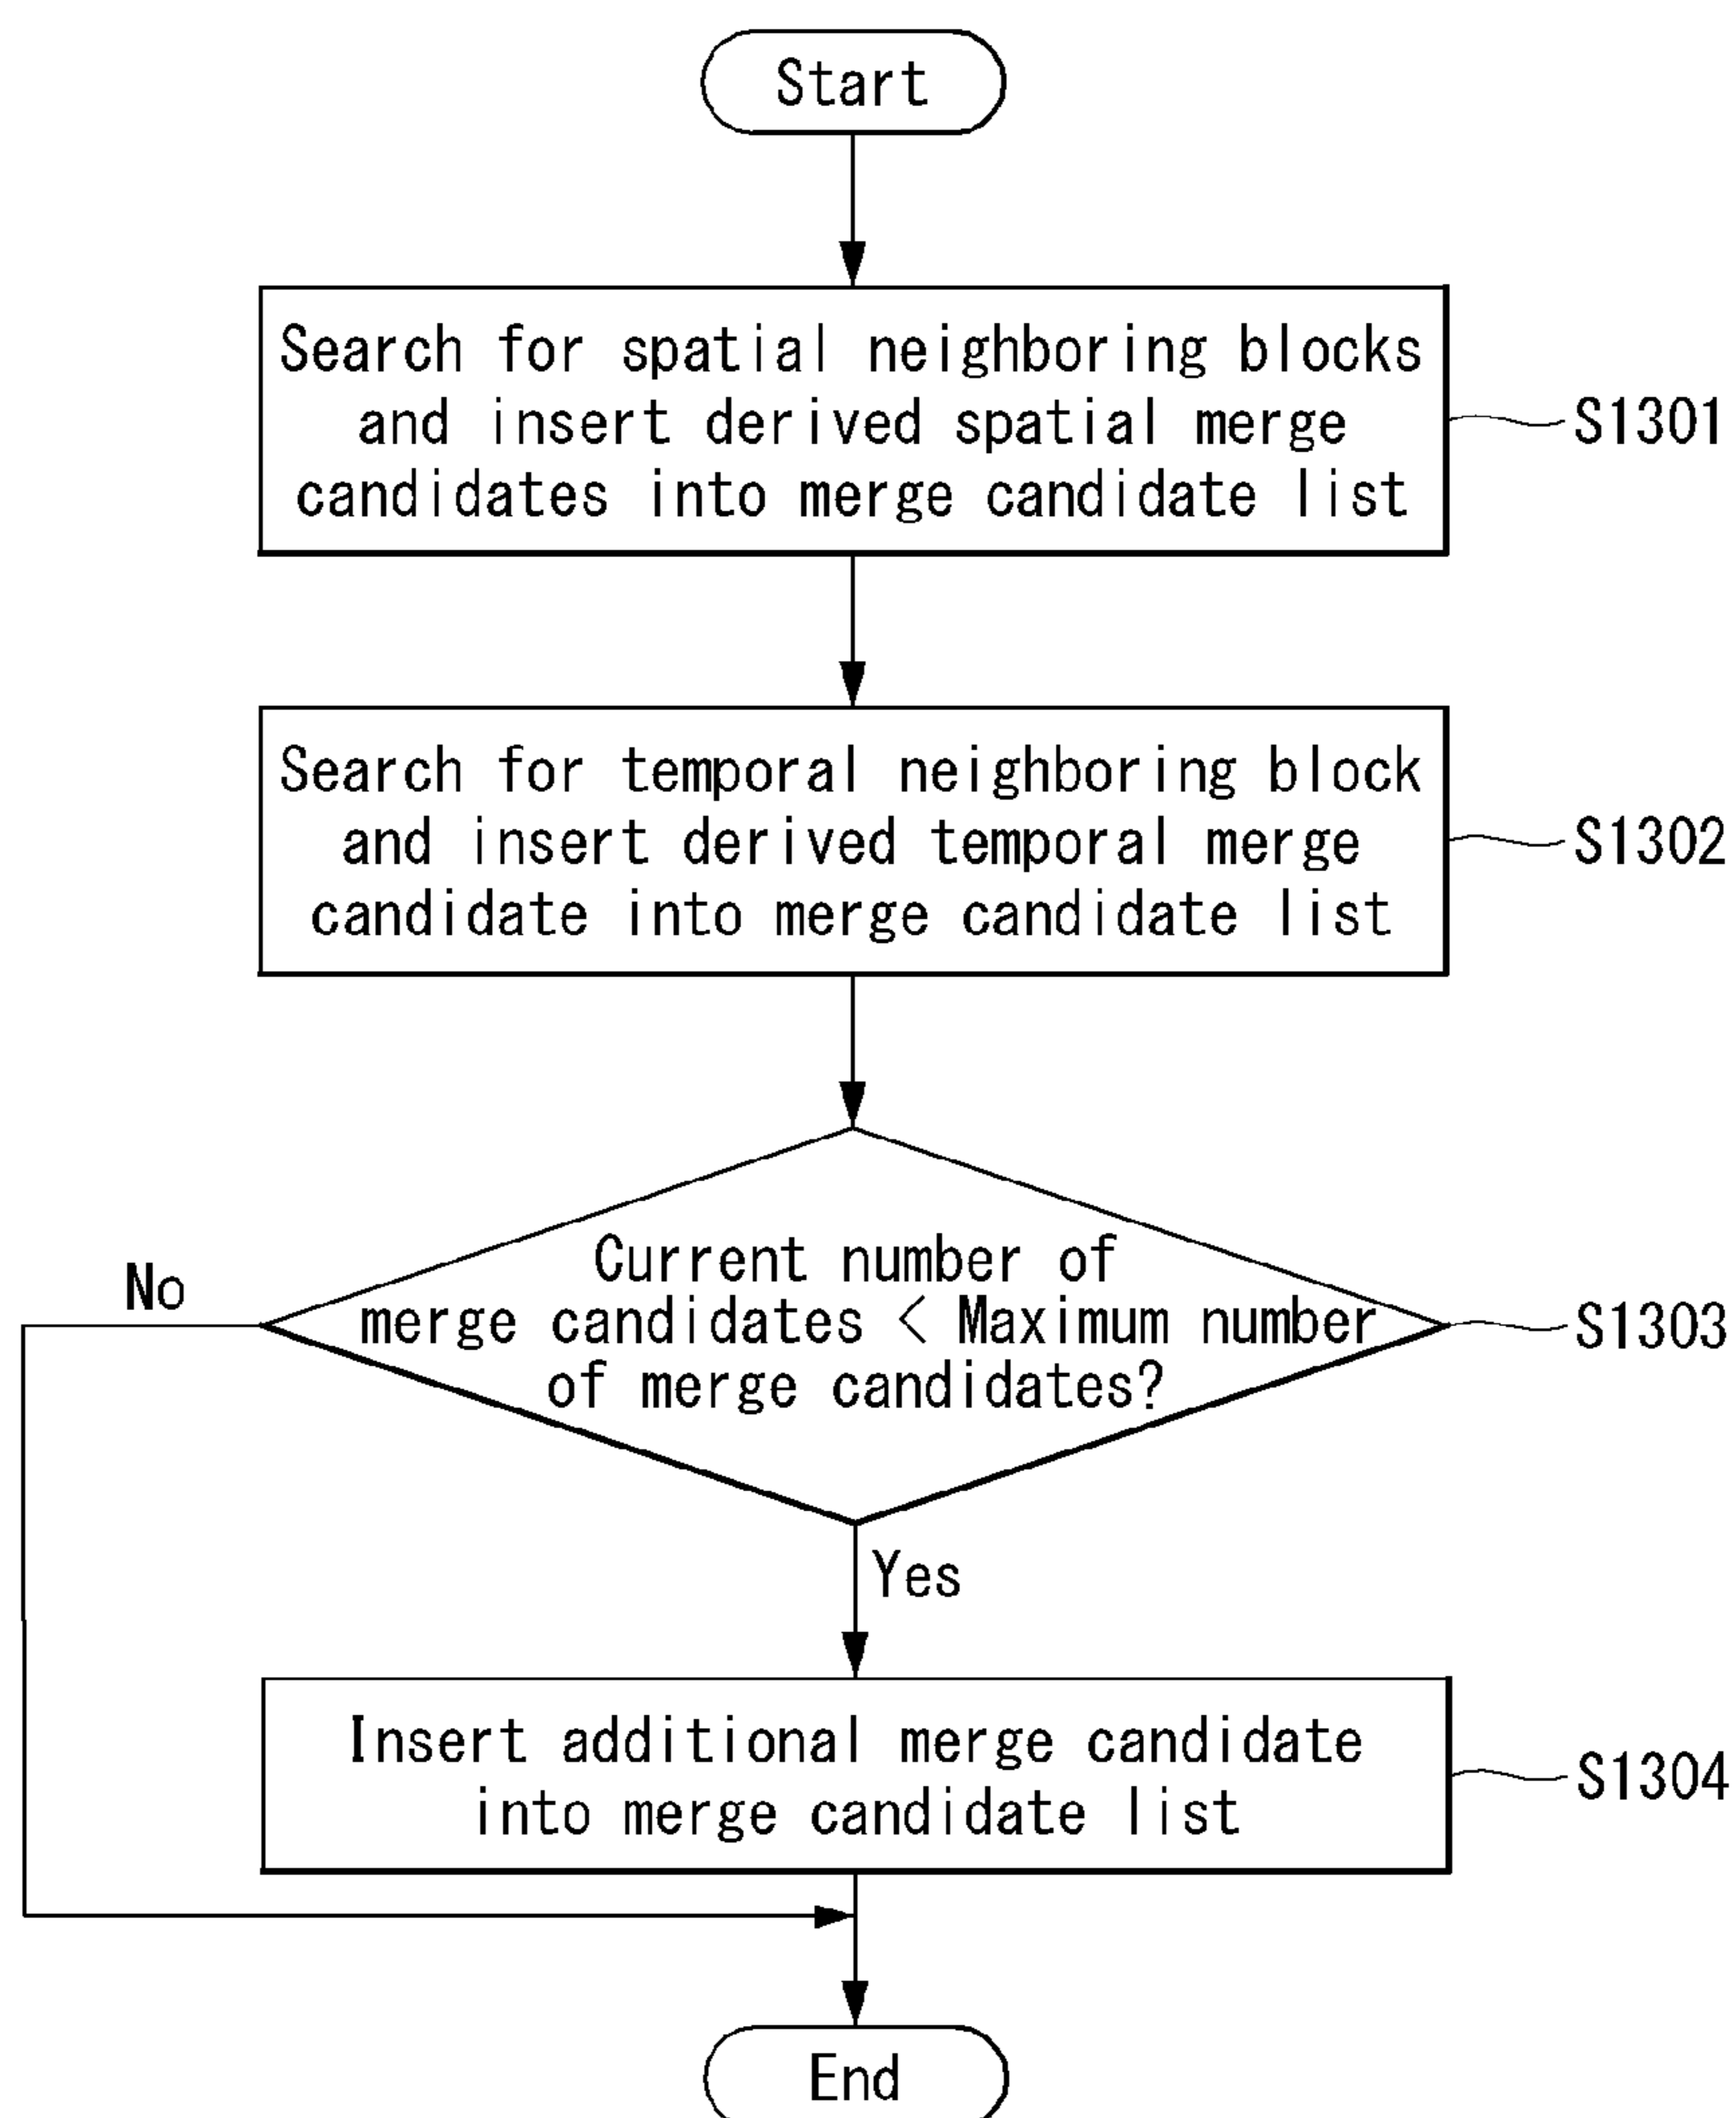 Start
Search for spatial neighboring blocks
and insert derived spatial merge
candidates into merge candidate list
S1301
Search for temporal neighboring block
and insert derived temporal merge
candidate into merge candidate list
S1302
Current number of
merge candidates < Maximum number
of merge candidates?
S1303
No
Yes
Insert additional merge candidate
into merge candidate list
S1304
End